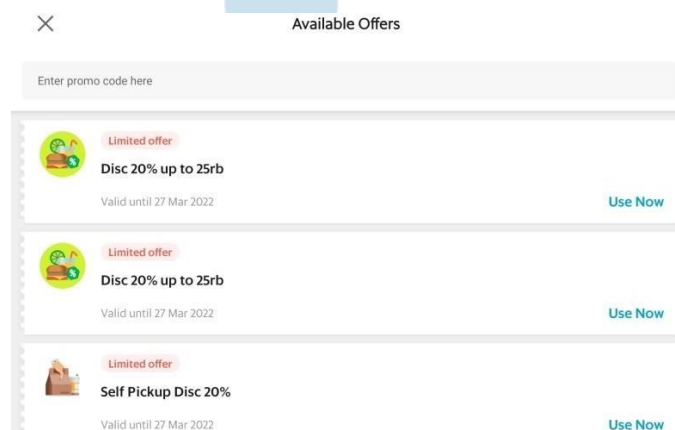 Available Offers
Enter promo code here
Limited offer
Disc 20% up to 25rb
Valid until 27 Mar 2022
Use Now
Limited offer
Disc 20% up to 25rb
Valid until 27 Mar 2022
Use Now
Limited offer
Self Pickup Disc 20%
Valid until 27 Mar 2022
Use Now